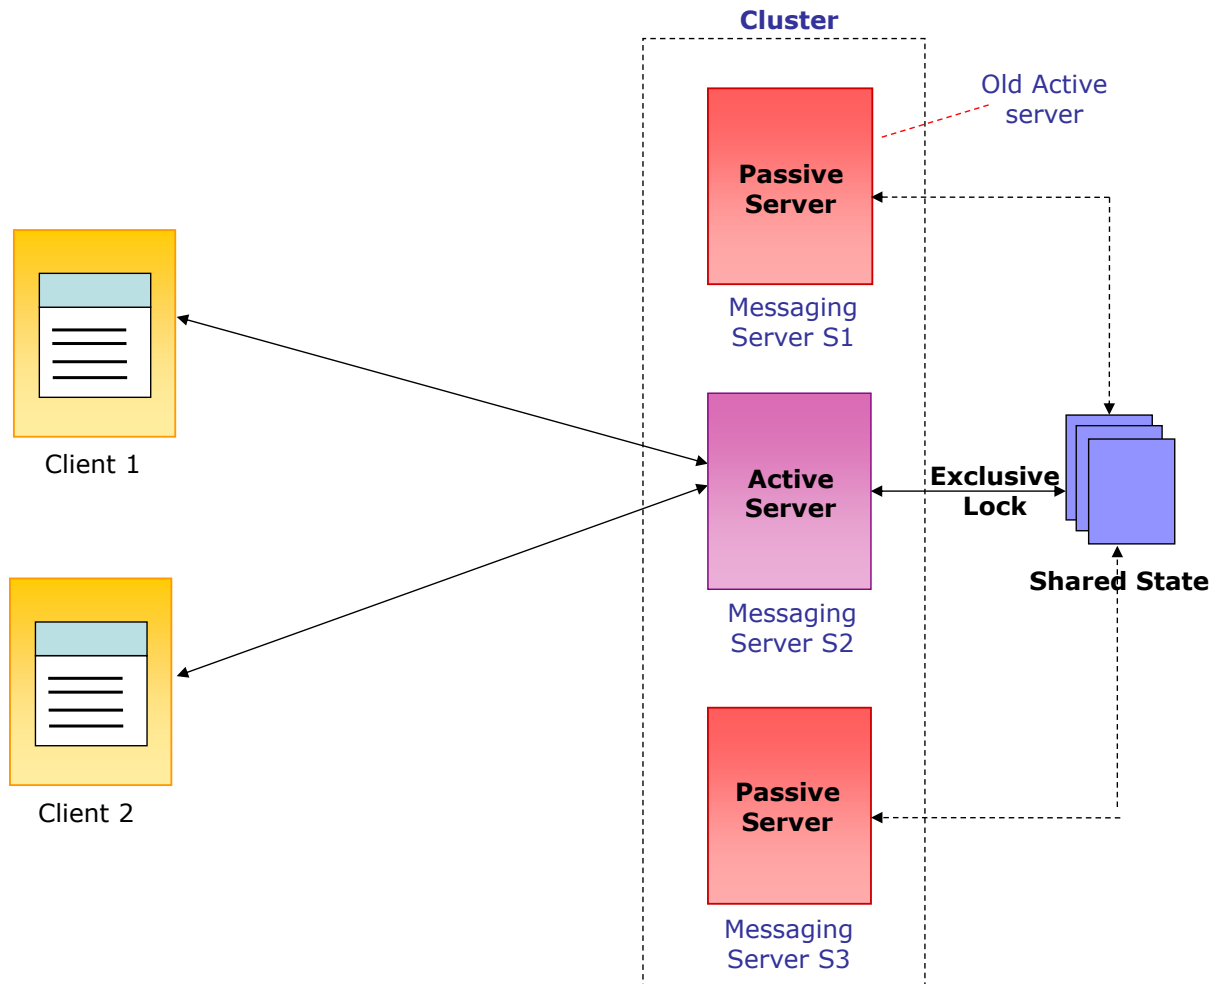 Cluster
Old Active
server
Passive
Server
Messaging
Server S1
Client 1
Active
Server
Exclusive
Lock
Messaging
Server S2
Shared State
Client 2
Passive
Server
Messaging
Server S3